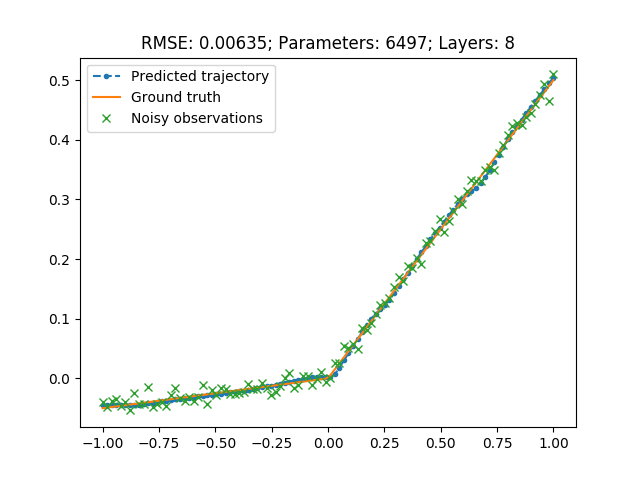 RMSE: 0.00635; Parameters: 6497; Layers: 8
Predicted trajectory
Ground truth
Noisy observations
0.5
0.4
0.3
0.2
0.1
0.0
−1.00 −0.75 −0.50 −0.25 0.00 0.25 0.50 0.75 1.00